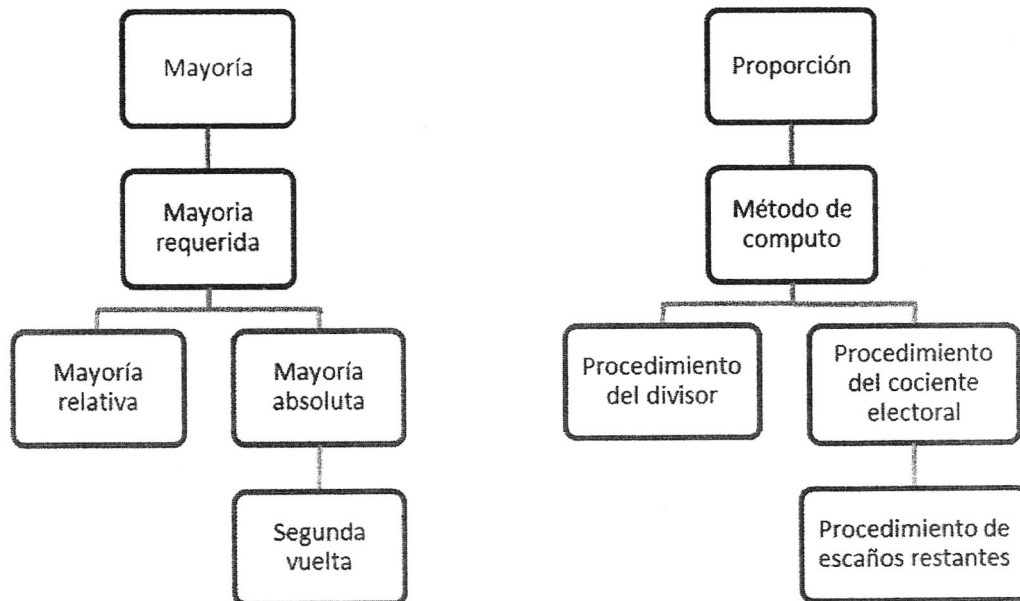 Mayoría
Mayoria
requerida
Mayoría
relativa
Mayoría
absoluta
Segunda
vuelta
Proporción
Método de
computo
Procedimiento
del divisor
Procedimiento
del cociente
electoral
Procedimiento de
escaños restantes